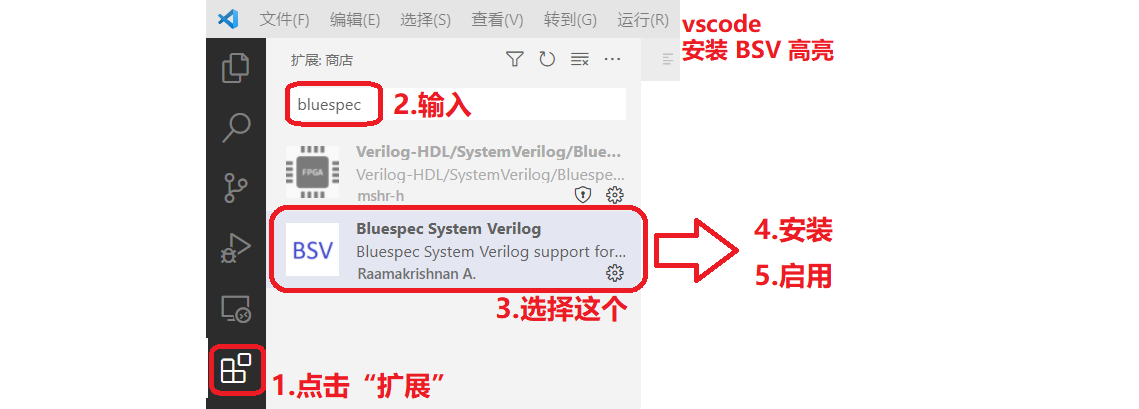 文件(F) 编辑(E) 选择(S) 查看(V) 转到(G) 运行(R)
vscode
安装 BSV 高亮
扩展: 商店
bluespec
2.输入
FPGA
Verilog-HDL/SystemVerilog/Blue...
Verilog-HDL/SystemVerilog/Bluespe...
mshr-h
BSV
Bluespec System Verilog
Bluespec System Verilog support for...
Raamakrishnan A.
4.安装
5.启用
3.选择这个
1.点击“扩展”